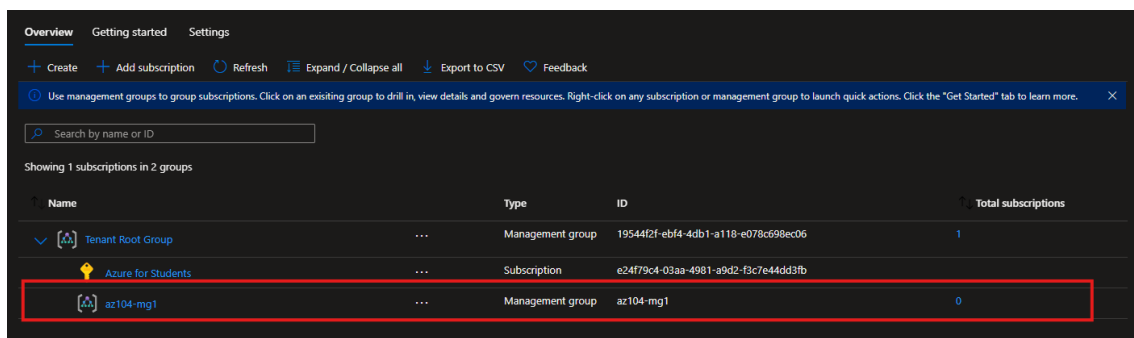 Overview Getting started Settings
Create Add subscription Refresh Expand / Collapse all Export to CSV Feedback
Use management groups to group subscriptions. Click on an exisiting group to drill in, view details and govern resources. Right-click on any subscription or management group to launch quick actions. Click the "Get Started" tab to learn more.
Search by name or ID
Showing 1 subscriptions in 2 groups
Name Type ID Total subscriptions
Tenant Root Group ... Management group 19544f2f-ebf4-4db1-a118-e078c698ec06 1
Azure for Students ... Subscription e24f79c4-03aa-4981-a9d2-f3c7e44dd3fb
az104-mg1 ... Management group az104-mg1 0